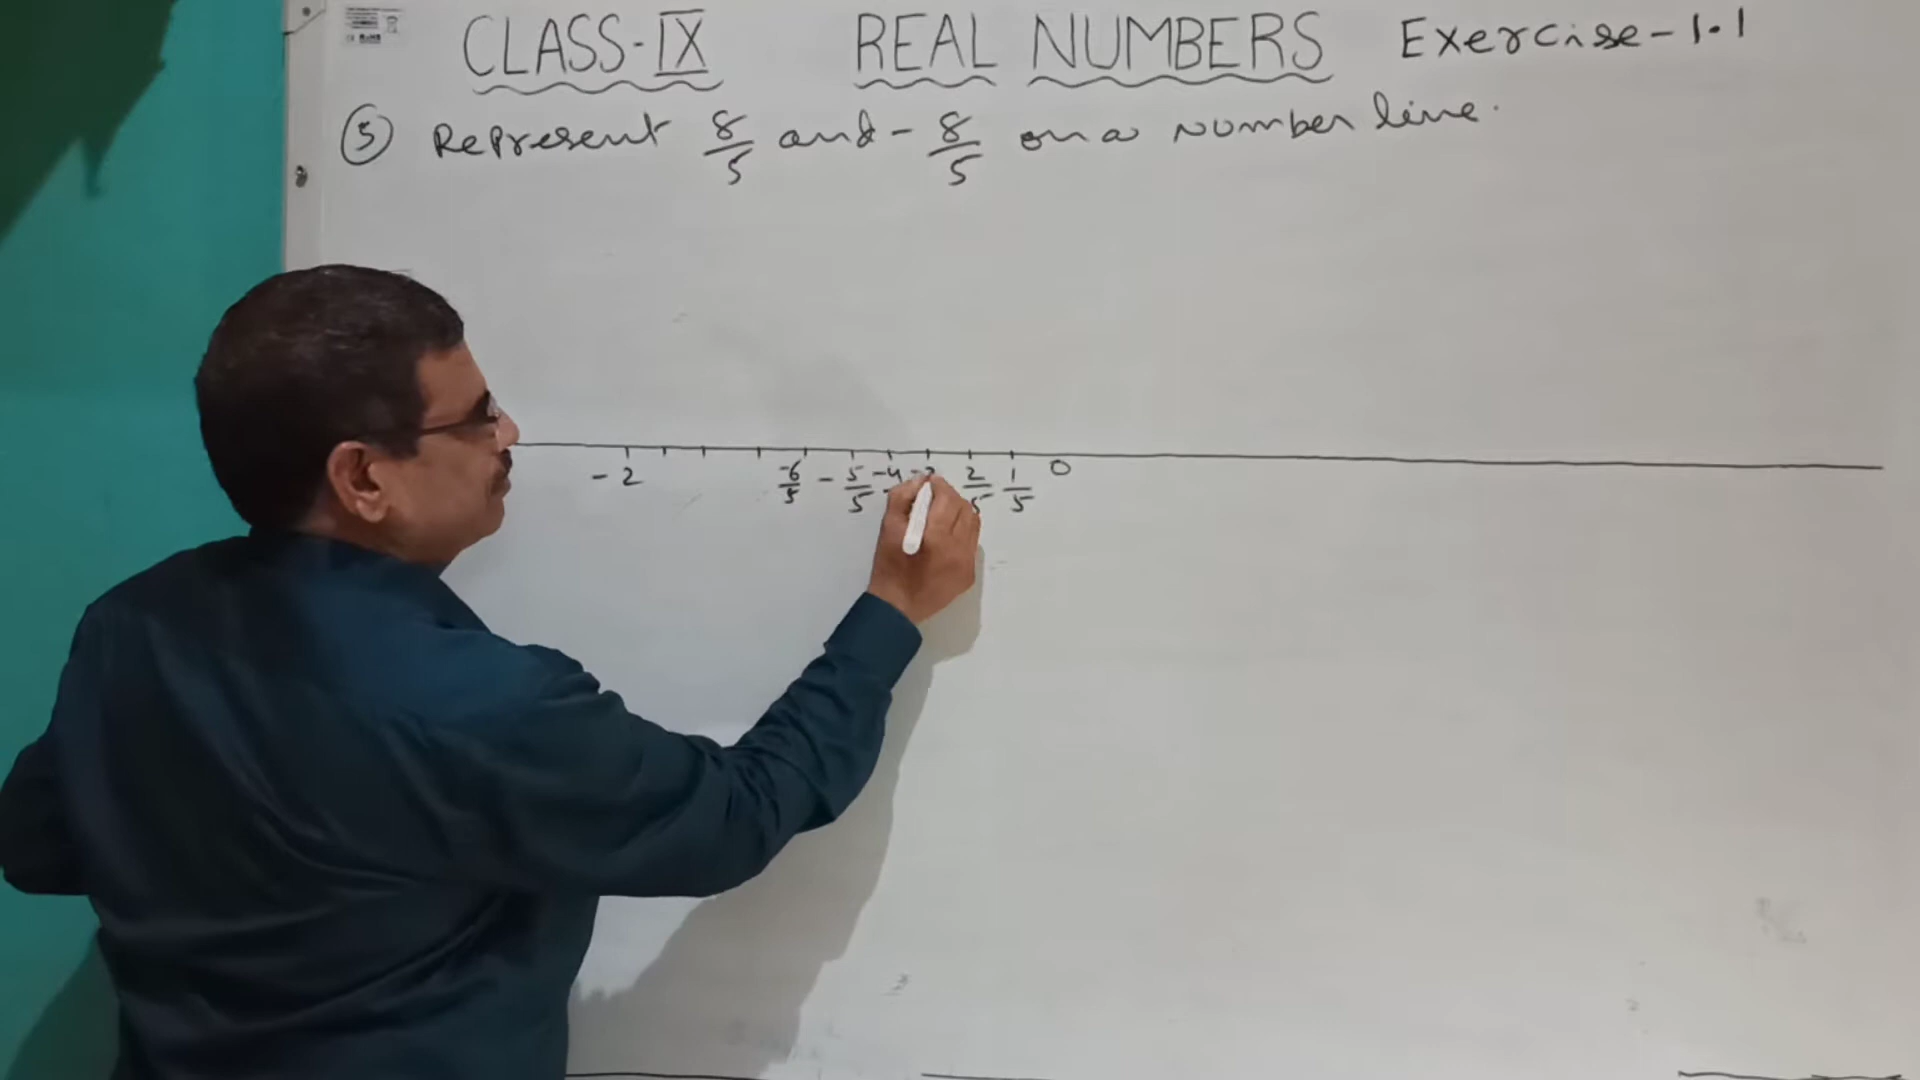 CLASS-IX REAL NUMBERS Exercise-1.1
5 Represent 8/5 and -8/5 on a number line.
-2 -6/5 -5/5 -4 2/5 1/5 0